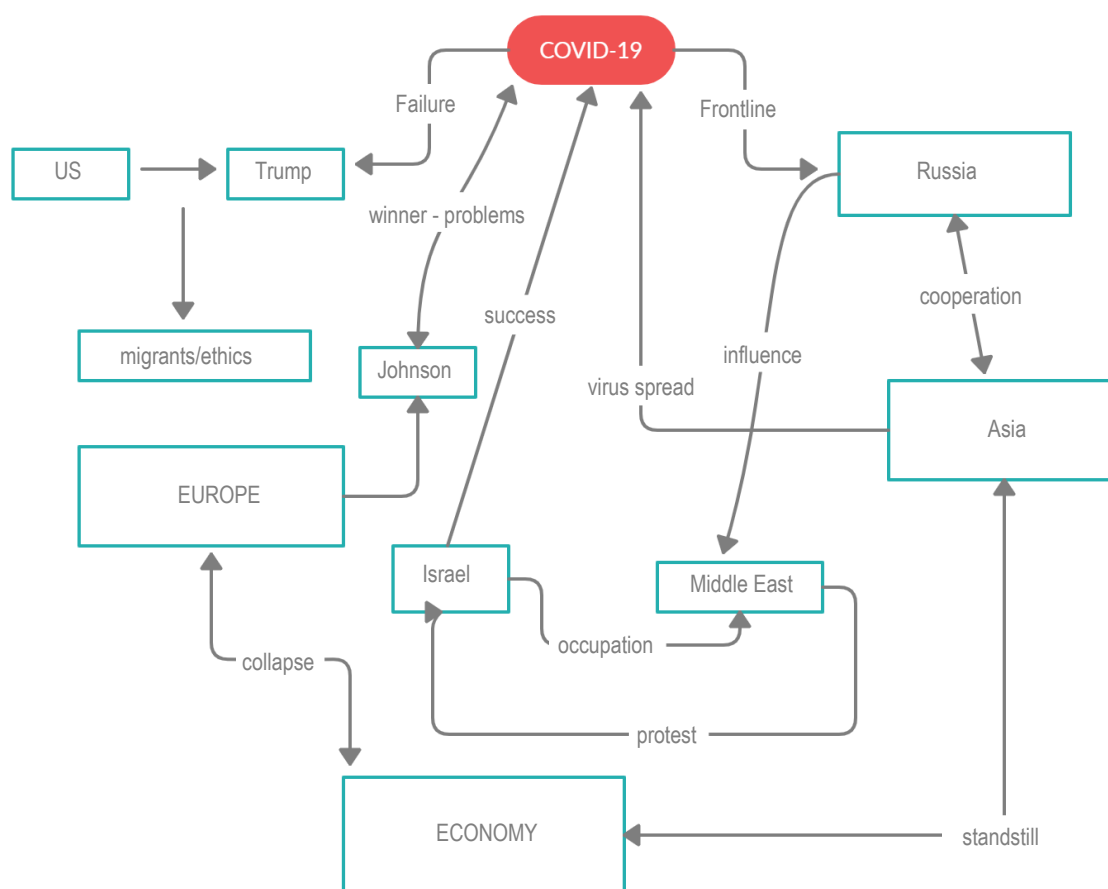 COVID-19
Failure
Frontline
US
Trump
Russia
winner - problems
cooperation
success
migrants/ethics
Johnson
influence
virus spread
Asia
EUROPE
Israel
Middle East
occupation
collapse
protest
ECONOMY
standstill